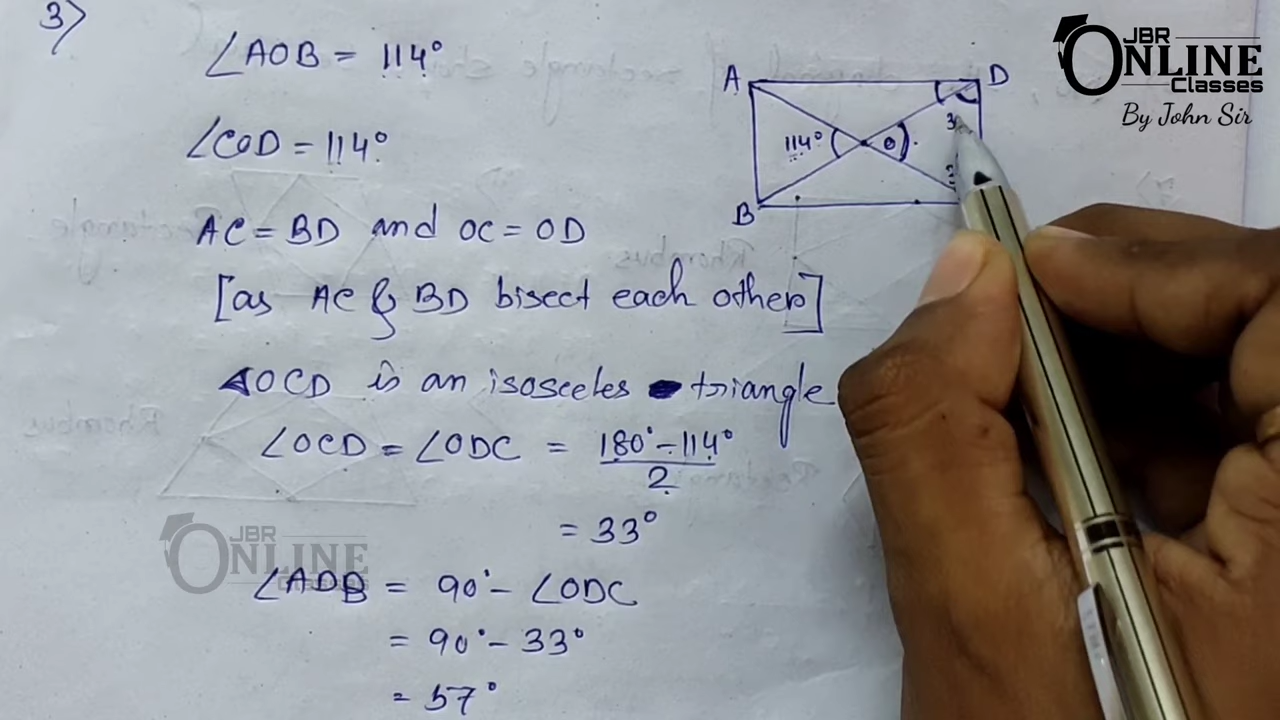 3)
∠AOB = 114°
∠COD = 114°
AC = BD and OC = OD
[as AC & BD bisect each other]
△OCD is an isosceles triangle
∠OCD = ∠ODC = 180° - 114°
2
= 33°
∠ADB = 90° - ∠ODC
= 90° - 33°
= 57°
A
D
114°
θ
B
JBR
ONLINE
Classes
By John Sir
JBR
ONLINE